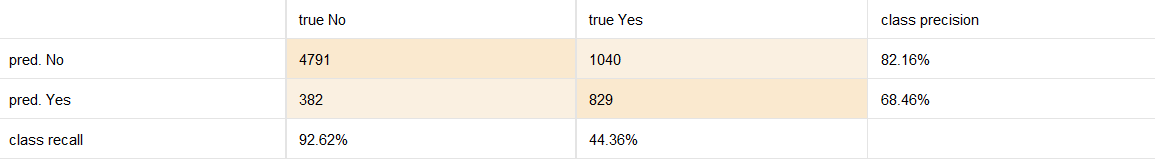 true No true Yes class precision
pred. No 4791 1040 82.16%
pred. Yes 382 829 68.46%
class recall 92.62% 44.36%